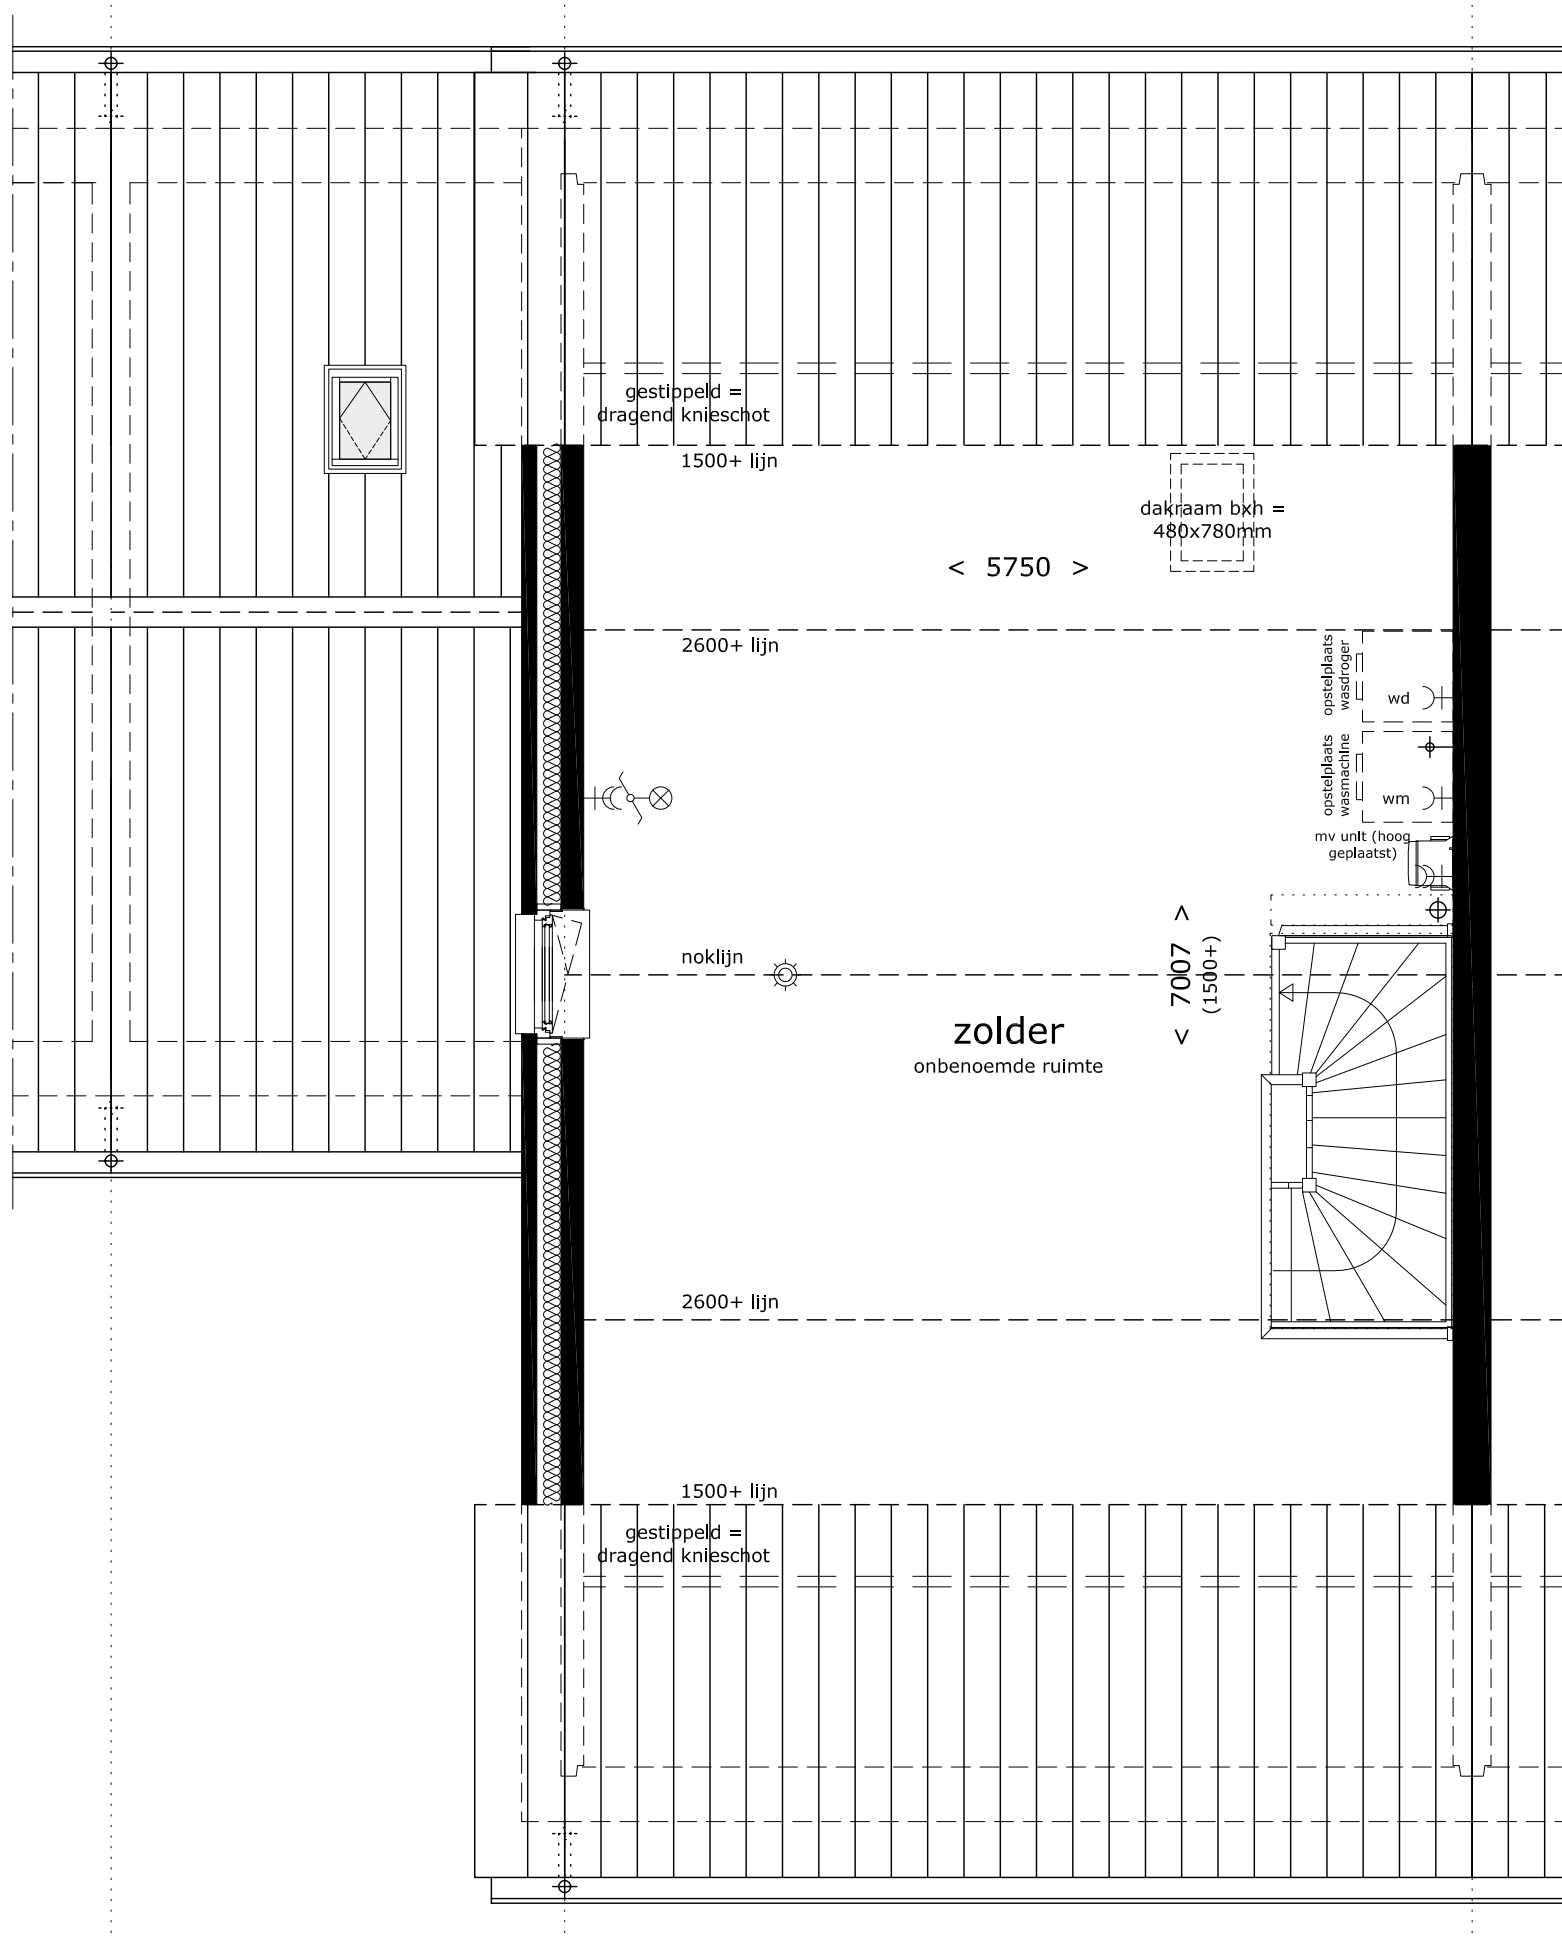 gestippeld =
dragend knieschot
1500+ lijn
dakraam bxh =
480x780mm
< 5750 >
2600+ lijn
opstelplaats
wasdroger
wd
opstelplaats
wasmachine
wm
mv unit (hoog
geplaatst)
noklijn
< 7007 >
(1500+)
zolder
onbenoemde ruimte
2600+ lijn
1500+ lijn
gestippeld =
dragend knieschot